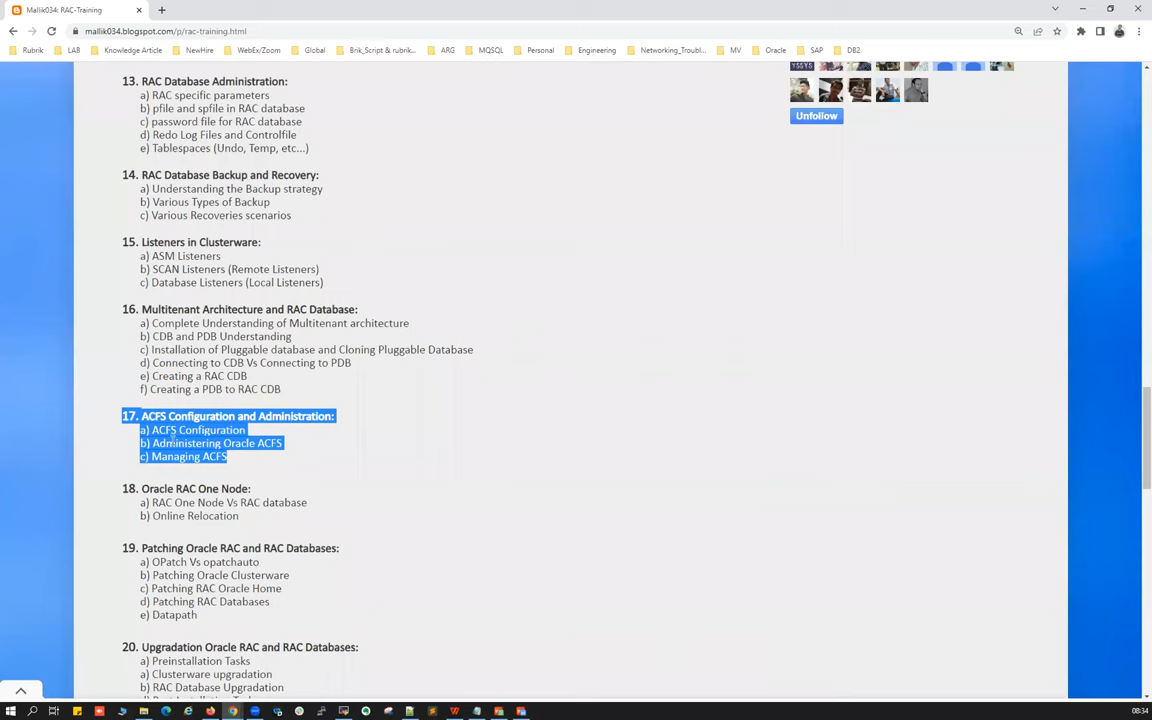 Mallik034: RAC-Training
mallik034.blogspot.com/p/rac-training.html
Rubrik LAB Knowledge Article NewHire WebEx/Zoom Global Brik_Script & rubrik... ARG MQSQL Personal Engineering Networking_Troubl... MV Oracle SAP DB2
13. RAC Database Administration:
a) RAC specific parameters
b) pfile and spfile in RAC database
c) password file for RAC database
d) Redo Log Files and Controlfile
e) Tablespaces (Undo, Temp, etc...)
Unfollow
14. RAC Database Backup and Recovery:
a) Understanding the Backup strategy
b) Various Types of Backup
c) Various Recoveries scenarios
15. Listeners in Clusterware:
a) ASM Listeners
b) SCAN Listeners (Remote Listeners)
c) Database Listeners (Local Listeners)
16. Multitenant Architecture and RAC Database:
a) Complete Understanding of Multitenant architecture
b) CDB and PDB Understanding
c) Installation of Pluggable database and Cloning Pluggable Database
d) Connecting to CDB Vs Connecting to PDB
e) Creating a RAC CDB
f) Creating a PDB to RAC CDB
17. ACFS Configuration and Administration:
a) ACFS Configuration
b) Administering Oracle ACFS
c) Managing ACFS
18. Oracle RAC One Node:
a) RAC One Node Vs RAC database
b) Online Relocation
19. Patching Oracle RAC and RAC Databases:
a) OPatch Vs opatchauto
b) Patching Oracle Clusterware
c) Patching RAC Oracle Home
d) Patching RAC Databases
e) Datapath
20. Upgradation Oracle RAC and RAC Databases:
a) Preinstallation Tasks
a) Clusterware upgradation
b) RAC Database Upgradation
08:34